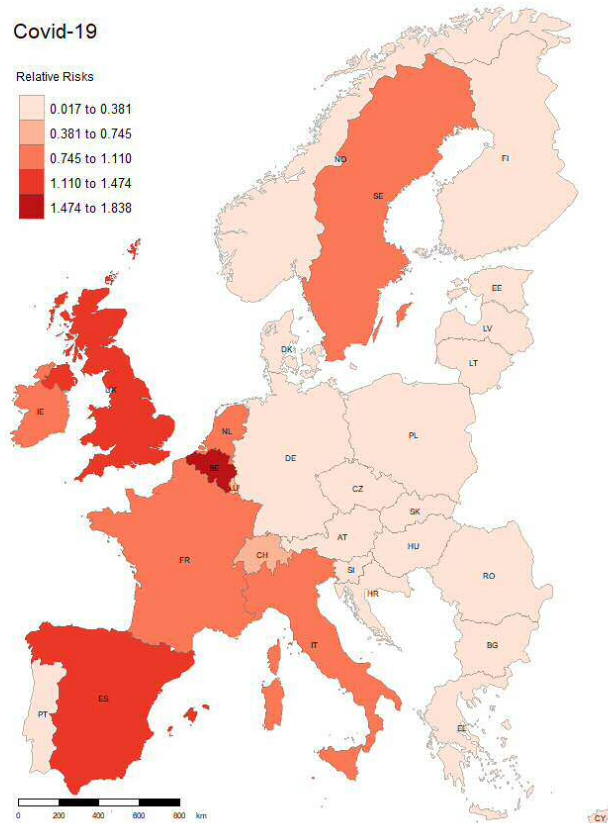 Covid-19
Relative Risks
0.017 to 0.381
0.381 to 0.745
0.745 to 1.110
1.110 to 1.474
1.474 to 1.838
NO
FI
SE
EE
LV
DK
LT
UK
IE
NL
PL
BE
DE
LU
CZ
SK
AT
CH
HU
FR
SI
RO
HR
IT
BG
ES
PT
EL
CY
0 200 400 600 800 km